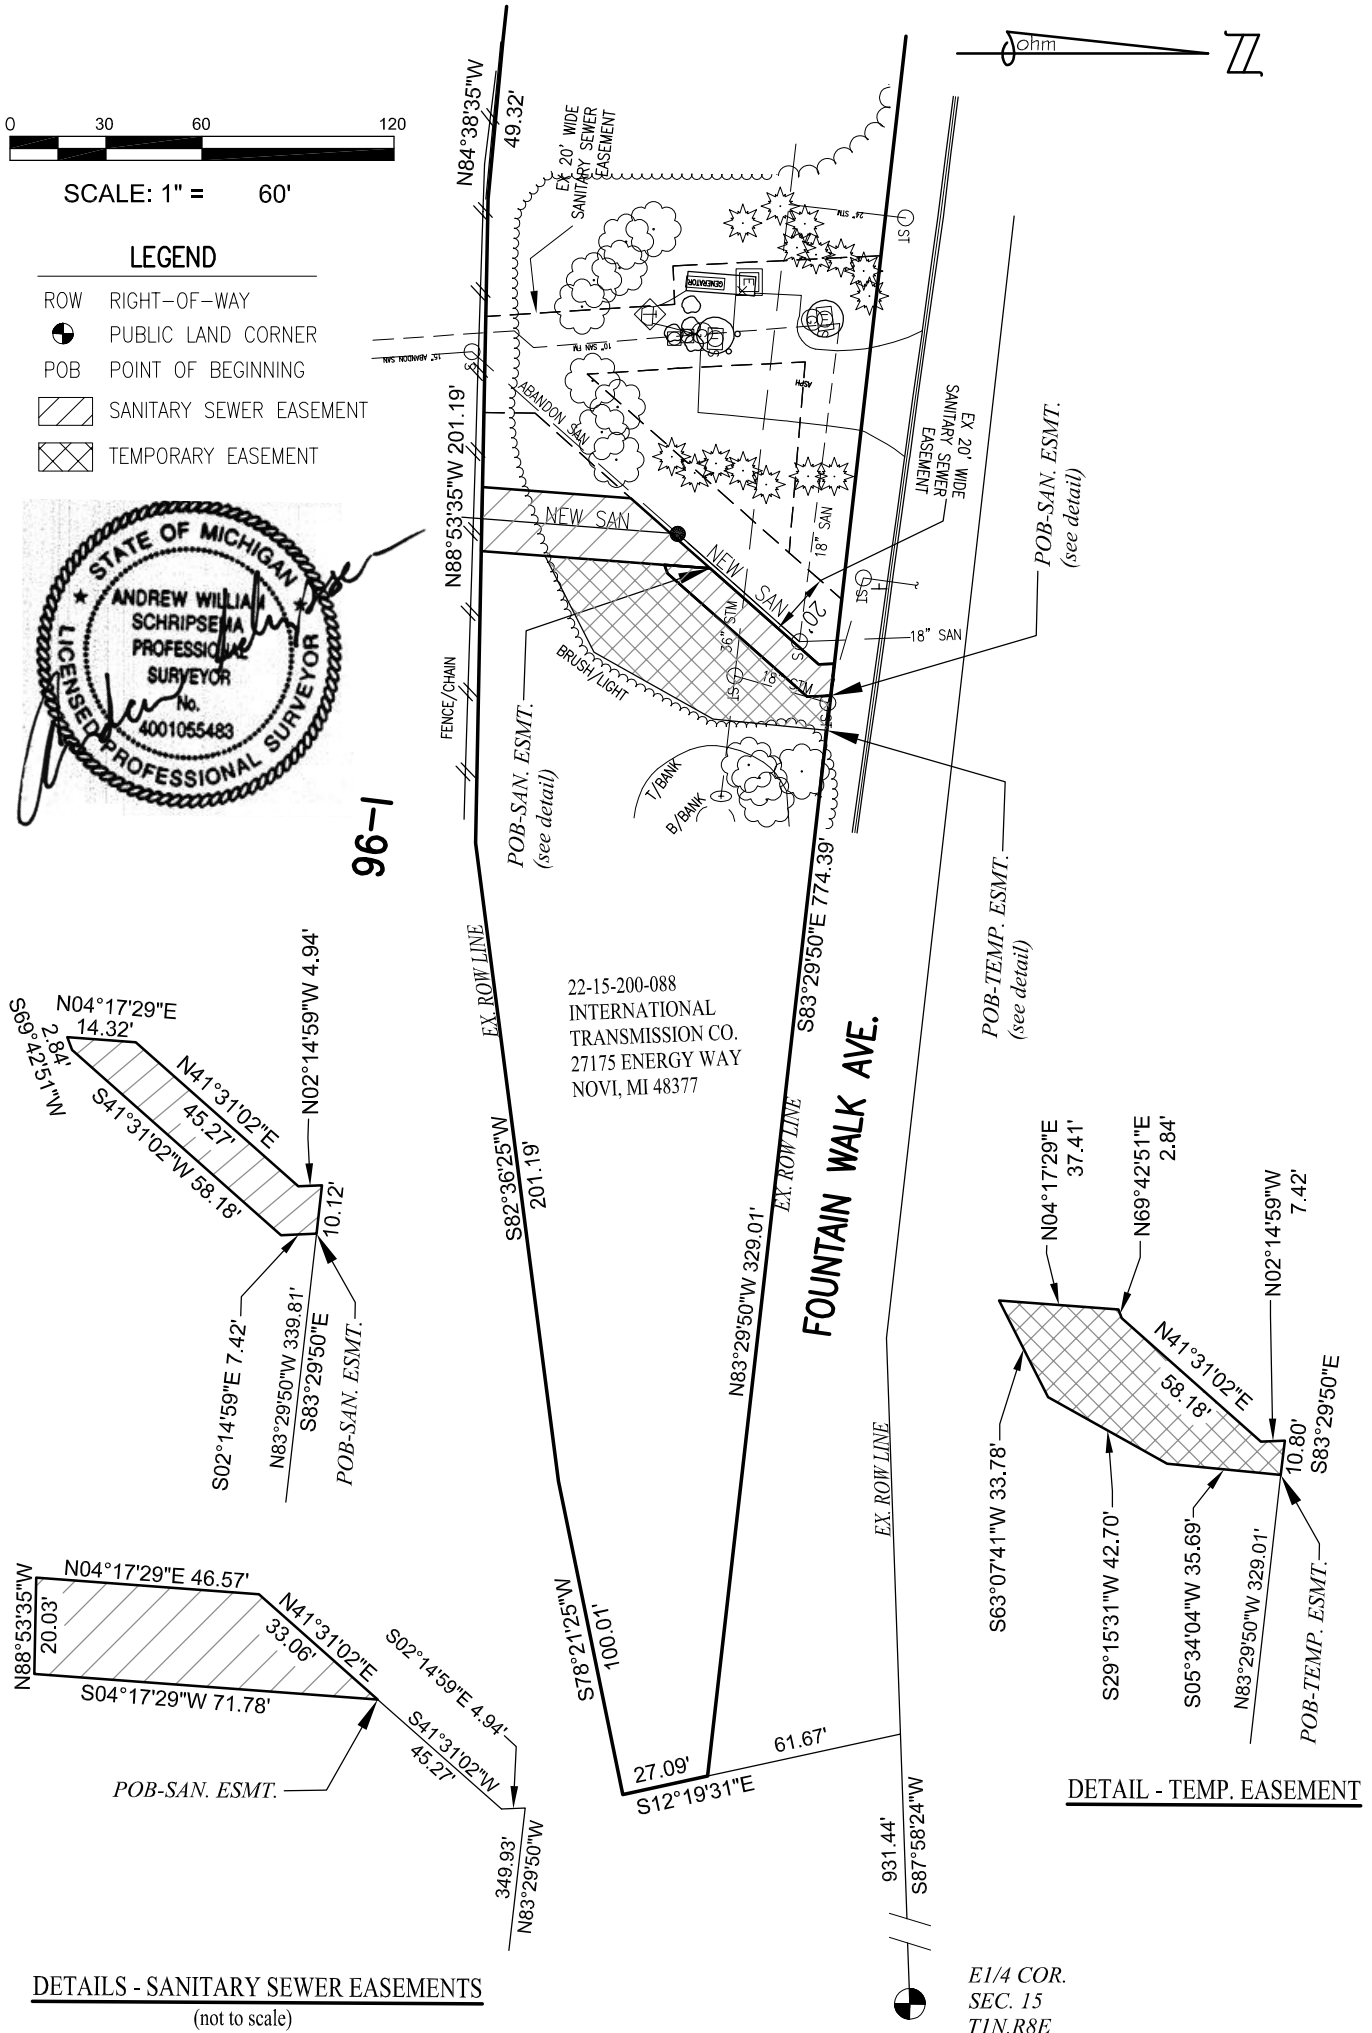 0 30 60 120
SCALE: 1" = 60'
LEGEND
ROW RIGHT-OF-WAY
PUBLIC LAND CORNER
POB POINT OF BEGINNING
SANITARY SEWER EASEMENT
TEMPORARY EASEMENT
STATE OF MICHIGAN
ANDREW WILLIAM
SCHRIPSEMA
PROFESSIONAL
SURVEYOR
No.
4001055483
LICENSED PROFESSIONAL SURVEYOR
John
N
N84°38'35"W
49.32'
EX 20' WIDE
SANITARY SEWER
EASEMENT
24" STM
ST
GENERATOR
E
T
S
G
S
10" SAN FM
15" ABANDON SAN
S
ABANDON SAN
ASPH
EX 20' WIDE
SANITARY SEWER
EASEMENT
N88°53'35"W 201.19'
NEW SAN
NEW
SAN
18" SAN
20'
ST
H
18" SAN
S
36" STM
18" STM
ST
ST
POB-SAN. ESMT.
(see detail)
FENCE/CHAIN
BRUSH/LIGHT
POB-SAN. ESMT.
(see detail)
T/BANK
B/BANK
POB-TEMP. ESMT.
(see detail)
I-96
EX. ROW LINE
S83°29'50"E 774.39'
22-15-200-088
INTERNATIONAL
TRANSMISSION CO.
27175 ENERGY WAY
NOVI, MI 48377
FOUNTAIN WALK AVE.
EX. ROW LINE
S82°36'25"W
201.19'
N83°29'50"W 329.01'
EX. ROW LINE
S78°21'25"W
100.01'
27.09'
S12°19'31"E
61.67'
931.44'
S87°58'24"W
E1/4 COR.
SEC. 15
T1N,R8E
N04°17'29"E
14.32'
S69°42'51"W
2.84'
N41°31'02"E
45.27'
S41°31'02"W 58.18'
N02°14'59"W 4.94'
10.12'
S02°14'59"E 7.42'
N83°29'50"W 339.81'
S83°29'50"E
POB-SAN. ESMT.
N88°53'35"W
20.03'
N04°17'29"E 46.57'
N41°31'02"E
33.06'
S04°17'29"W 71.78'
POB-SAN. ESMT.
S02°14'59"E 4.94'
S41°31'02"W
45.27'
349.93'
N83°29'50"W
DETAILS - SANITARY SEWER EASEMENTS
(not to scale)
N04°17'29"E
37.41'
N69°42'51"E
2.84'
N41°31'02"E
58.18'
N02°14'59"W
7.42'
10.80'
S83°29'50"E
S63°07'41"W 33.78'
S29°15'31"W 42.70'
S05°34'04"W 35.69'
N83°29'50"W 329.01'
POB-TEMP. ESMT.
DETAIL - TEMP. EASEMENT